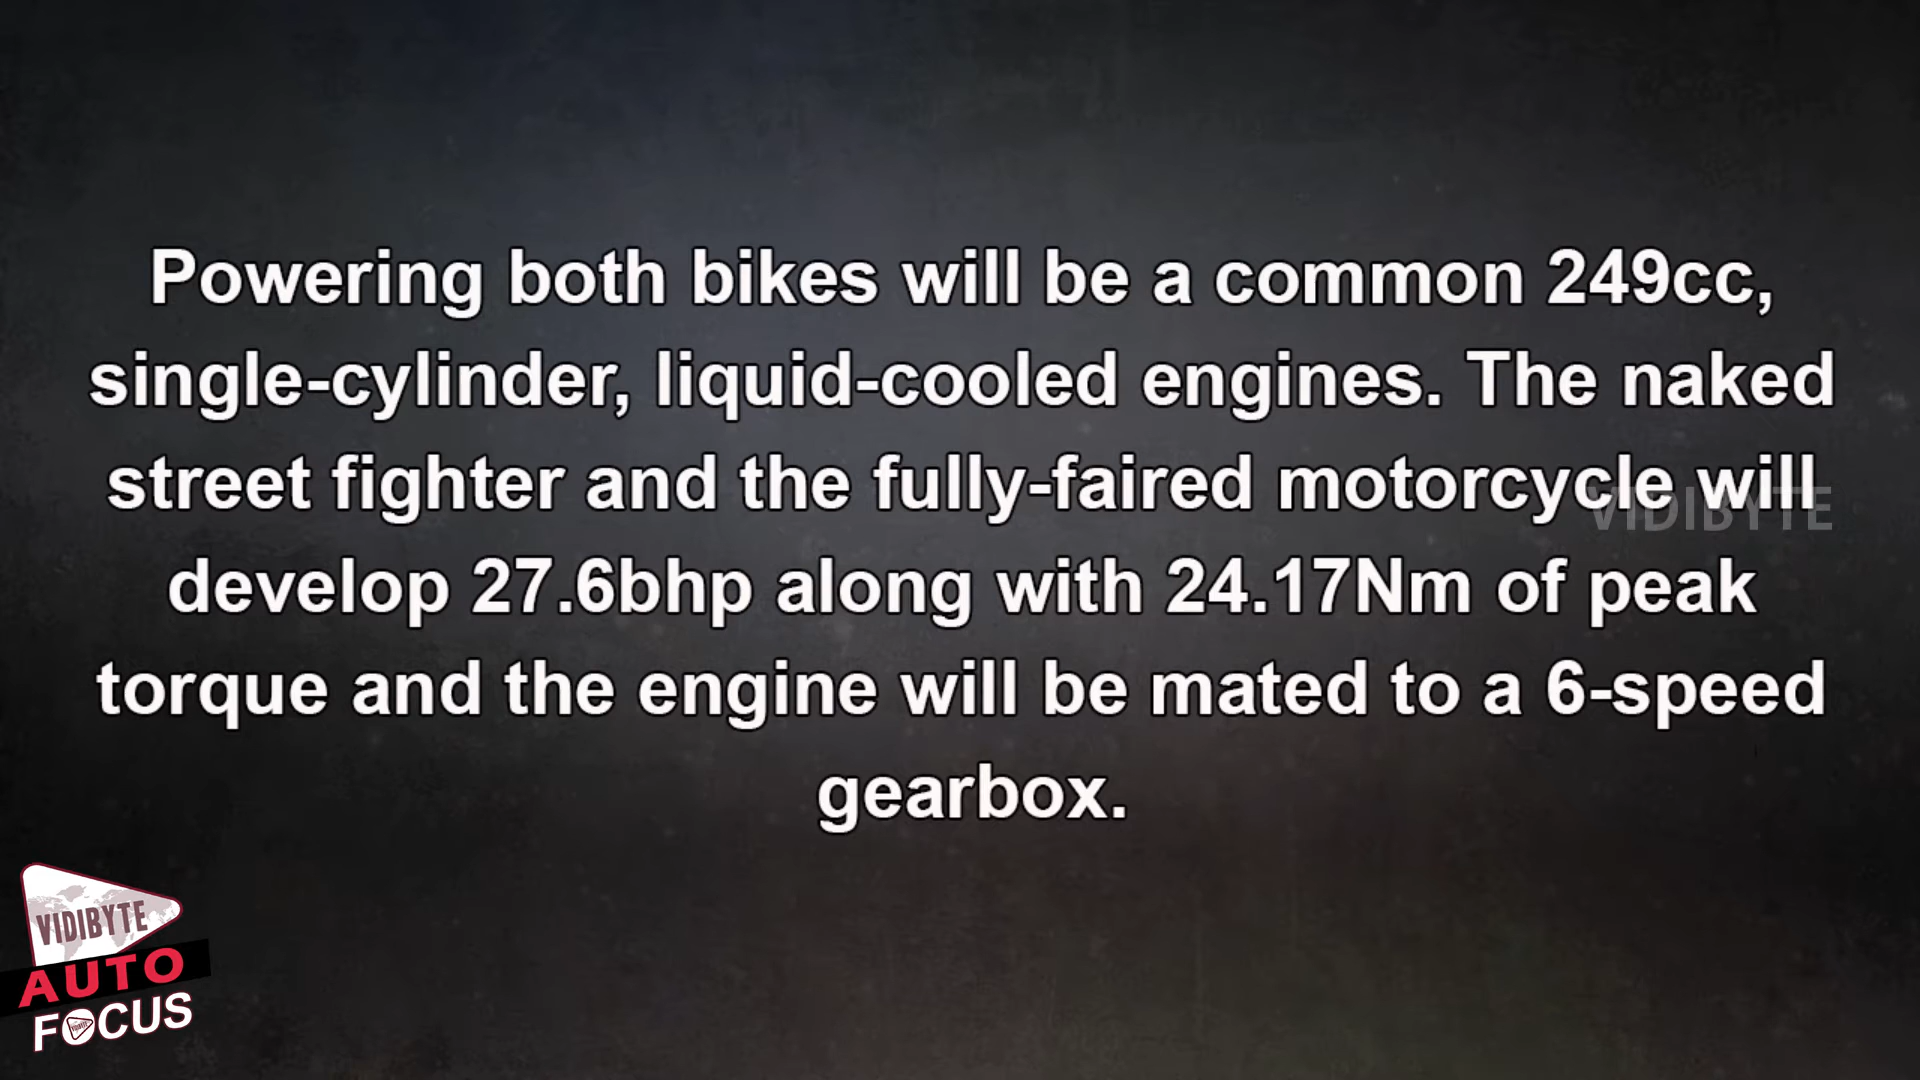 Powering both bikes will be a common 249cc,
single-cylinder, liquid-cooled engines. The naked
street fighter and the fully-faired motorcycle will
VIDIBYTE
develop 27.6bhp along with 24.17Nm of peak
torque and the engine will be mated to a 6-speed
gearbox.
VIDIBYTE
AUTO
FOCUS